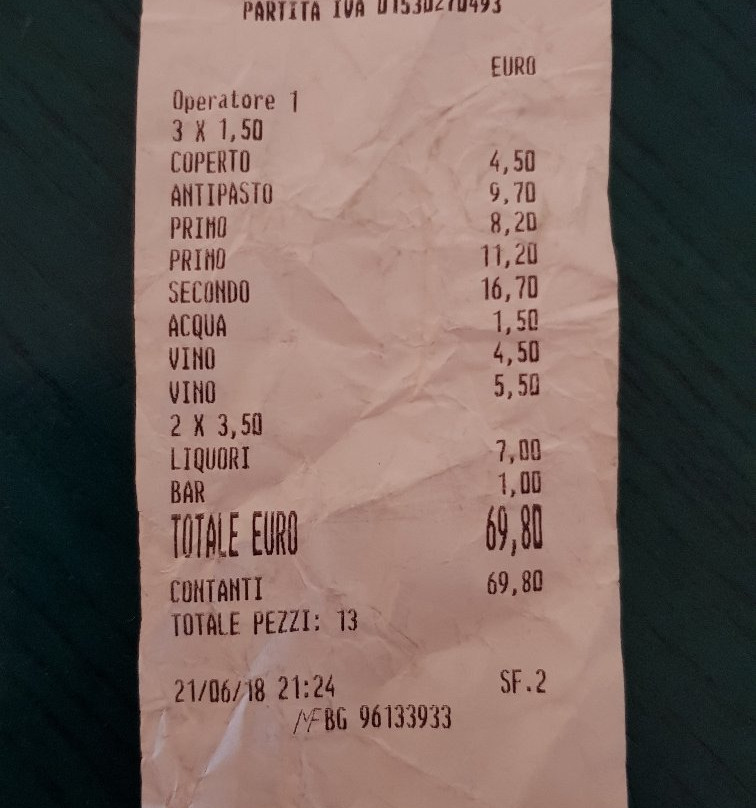 PARTITA IVA 01530270493
EURO
Operatore 1
3 X 1,50
COPERTO 4,50
ANTIPASTO 9,70
PRIMO 8,20
PRIMO 11,20
SECONDO 16,70
ACQUA 1,50
VINO 4,50
VINO 5,50
2 X 3,50
LIQUORI 7,00
BAR 1,00
TOTALE EURO 69,80
CONTANTI 69,80
TOTALE PEZZI: 13
21/06/18 21:24 SF.2
MFBG 96133933